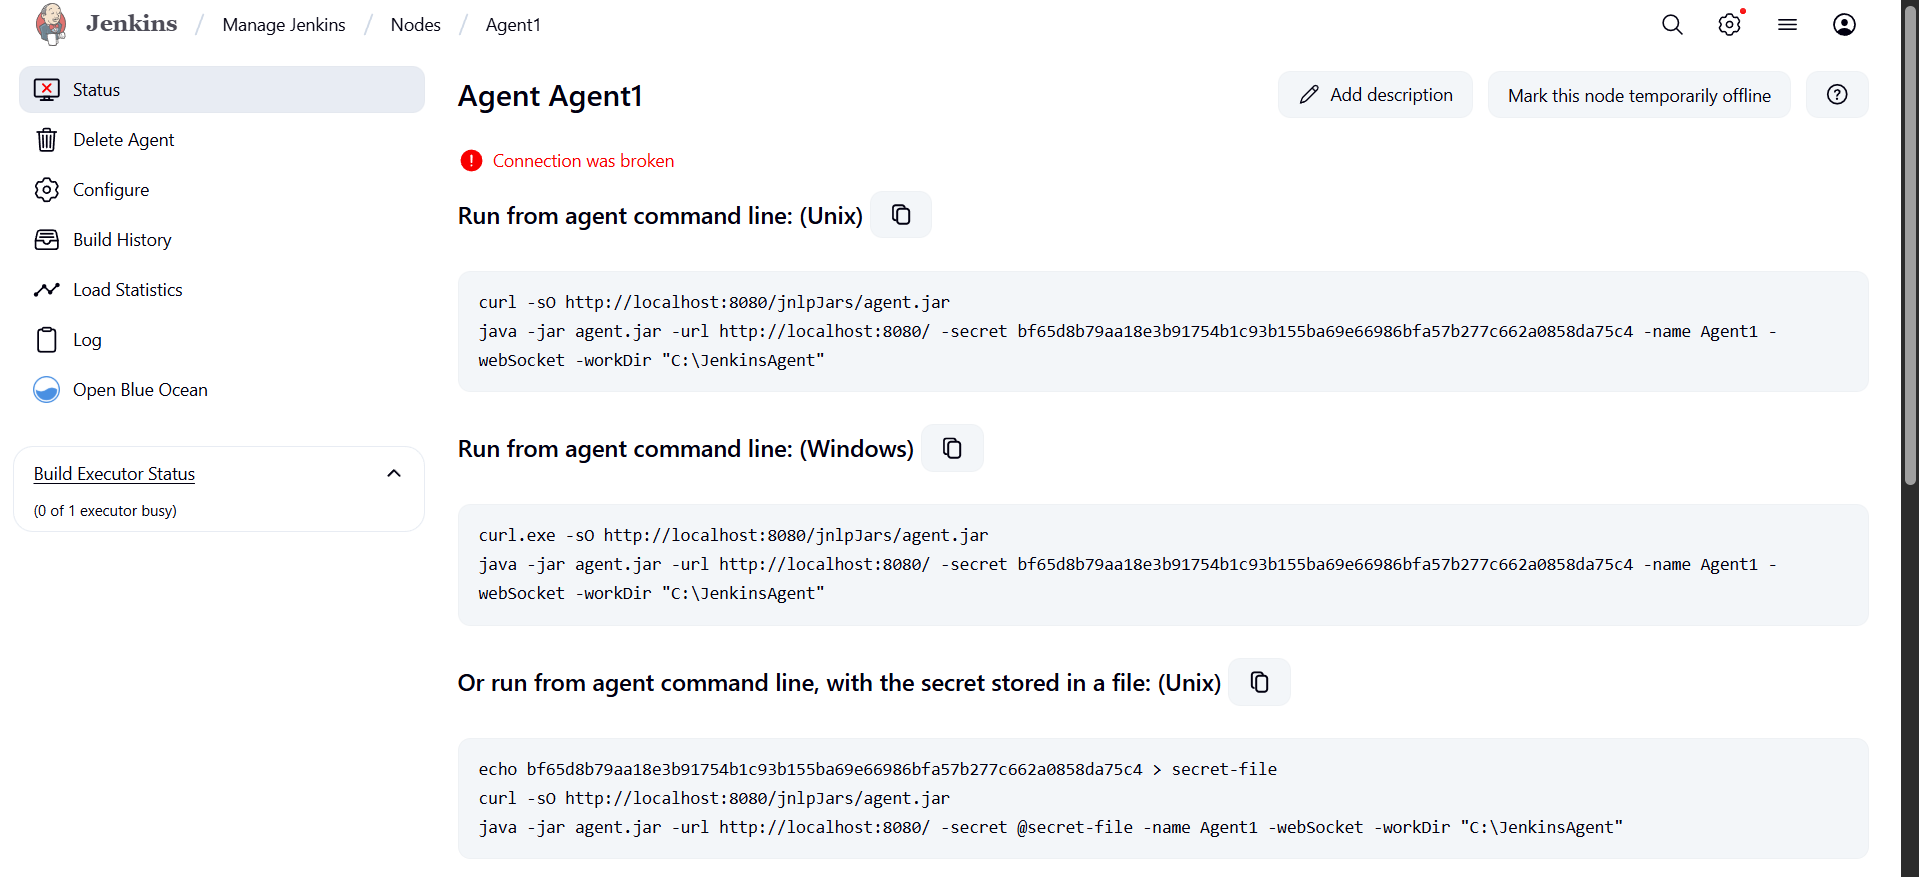 Jenkins / Manage Jenkins / Nodes / Agent1
Status
Delete Agent
Configure
Build History
Load Statistics
Log
Open Blue Ocean
Build Executor Status
(0 of 1 executor busy)
Agent Agent1
Add description
Mark this node temporarily offline
Connection was broken
Run from agent command line: (Unix)
curl -sO http://localhost:8080/jnlpJars/agent.jar
java -jar agent.jar -url http://localhost:8080/ -secret bf65d8b79aa18e3b91754b1c93b155ba69e66986bfa57b277c662a0858da75c4 -name Agent1 -
webSocket -workDir "C:\JenkinsAgent"
Run from agent command line: (Windows)
curl.exe -sO http://localhost:8080/jnlpJars/agent.jar
java -jar agent.jar -url http://localhost:8080/ -secret bf65d8b79aa18e3b91754b1c93b155ba69e66986bfa57b277c662a0858da75c4 -name Agent1 -
webSocket -workDir "C:\JenkinsAgent"
Or run from agent command line, with the secret stored in a file: (Unix)
echo bf65d8b79aa18e3b91754b1c93b155ba69e66986bfa57b277c662a0858da75c4 > secret-file
curl -sO http://localhost:8080/jnlpJars/agent.jar
java -jar agent.jar -url http://localhost:8080/ -secret @secret-file -name Agent1 -webSocket -workDir "C:\JenkinsAgent"